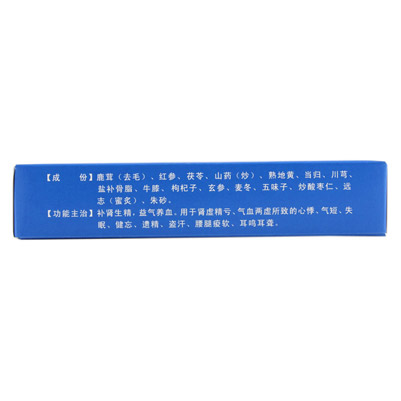 【成　份】鹿茸（去毛）、红参、茯苓、山药（炒）、熟地黄、当归、川芎、
盐补骨脂、牛膝、枸杞子、玄参、麦冬、五味子、炒酸枣仁、远
志（蜜炙）、朱砂。
【功能主治】补肾生精，益气养血。用于肾虚精亏、气血两虚所致的心悸、气短、失
眠、健忘、遗精、盗汗、腰腿痠软、耳鸣耳聋。